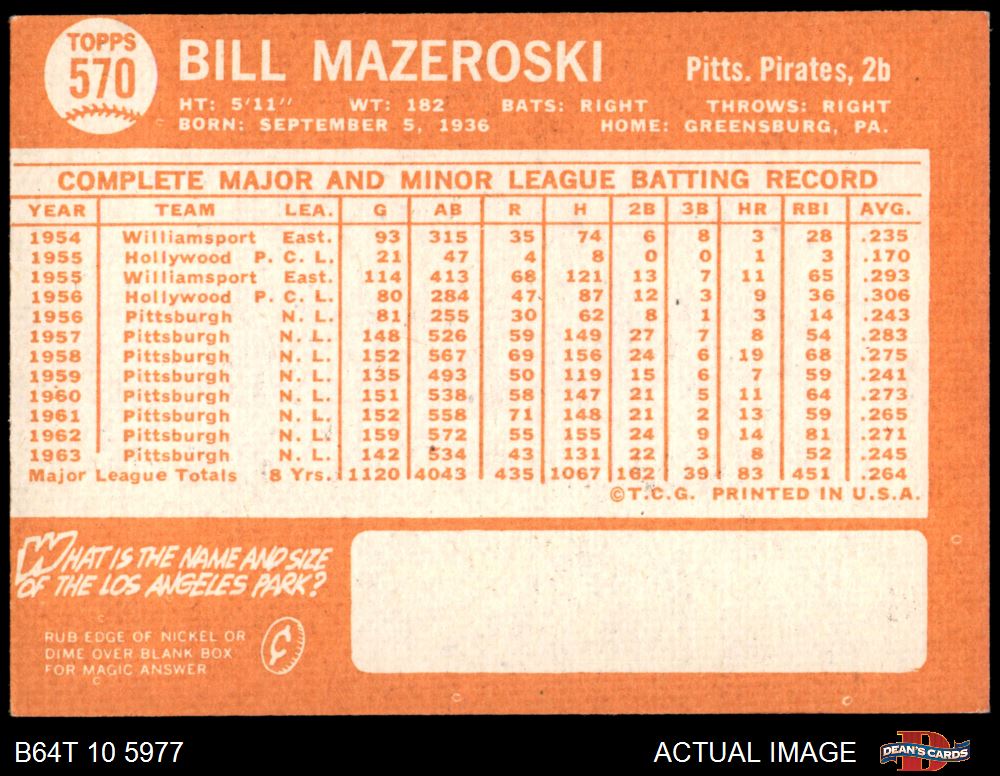 TOPPS
570
BILL MAZEROSKI Pitts. Pirates, 2b
HT: 5'11" WT: 182 BATS: RIGHT THROWS: RIGHT
BORN: SEPTEMBER 5, 1936 HOME: GREENSBURG, PA.
COMPLETE MAJOR AND MINOR LEAGUE BATTING RECORD
YEAR TEAM LEA. G AB R H 2B 3B HR RBI AVG.
1954 Williamsport East. 93 315 35 74 6 8 3 28 .235
1955 Hollywood P. C. L. 21 47 4 8 0 0 1 3 .170
1955 Williamsport East. 114 413 68 121 13 7 11 65 .293
1956 Hollywood P. C. L. 80 284 47 87 12 3 9 36 .306
1956 Pittsburgh N. L. 81 255 30 62 8 1 3 14 .243
1957 Pittsburgh N. L. 148 526 59 149 27 7 8 54 .283
1958 Pittsburgh N. L. 152 567 69 156 24 6 19 68 .275
1959 Pittsburgh N. L. 135 493 50 119 15 6 7 59 .241
1960 Pittsburgh N. L. 151 538 58 147 21 5 11 64 .273
1961 Pittsburgh N. L. 152 558 71 148 21 2 13 59 .265
1962 Pittsburgh N. L. 159 572 55 155 24 9 14 81 .271
1963 Pittsburgh N. L. 142 534 43 131 22 3 8 52 .245
Major League Totals 8 Yrs. 1120 4043 435 1067 162 39 83 451 .264
©T.C.G. PRINTED IN U.S.A.
WHAT IS THE NAME AND SIZE
OF THE LOS ANGELES PARK?
RUB EDGE OF NICKEL OR
DIME OVER BLANK BOX
FOR MAGIC ANSWER
¢
B64T 10 5977 ACTUAL IMAGE
D
DEAN'S CARDS